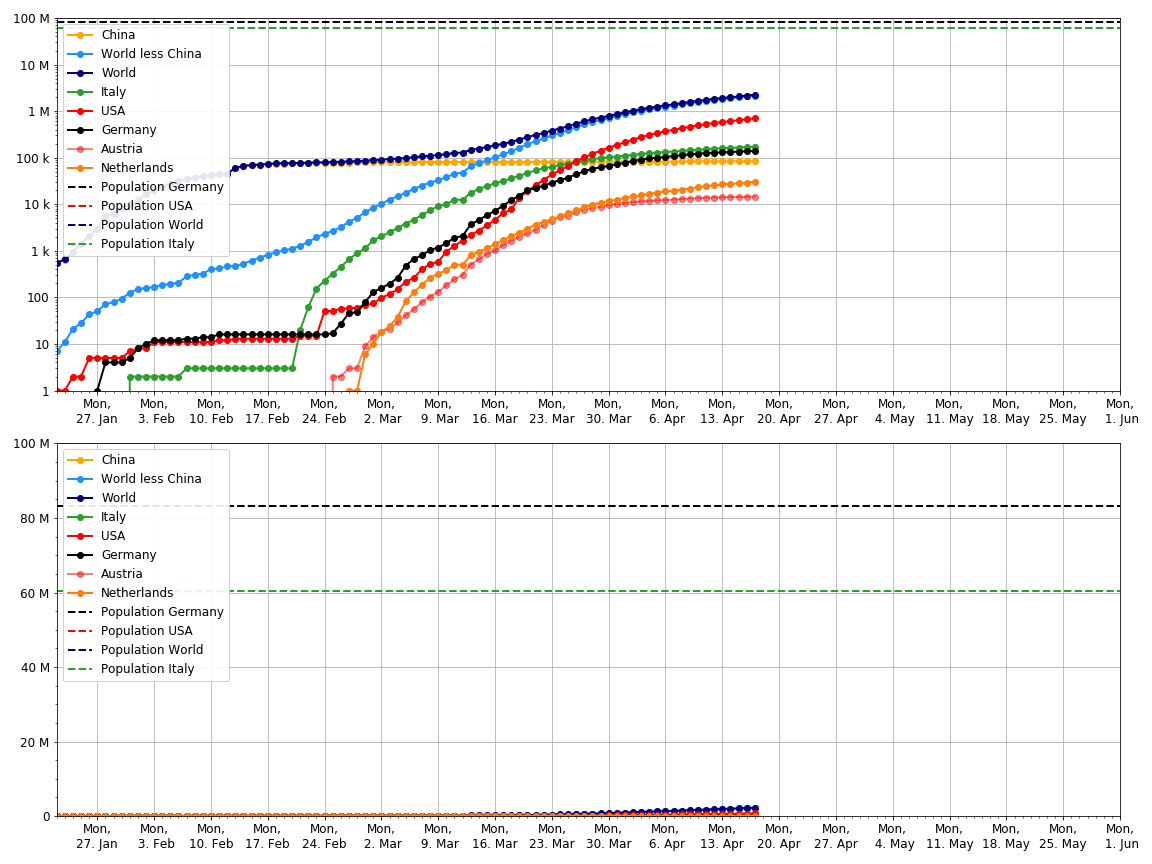 100 M
10 M
1 M
100 k
10 k
1 k
100
10
1
China
World less China
World
Italy
USA
Germany
Austria
Netherlands
Population Germany
Population USA
Population World
Population Italy
Mon, Mon, Mon, Mon, Mon, Mon, Mon, Mon, Mon, Mon, Mon, Mon, Mon, Mon, Mon, Mon, Mon, Mon, Mon,
27. Jan 3. Feb 10. Feb 17. Feb 24. Feb 2. Mar 9. Mar 16. Mar 23. Mar 30. Mar 6. Apr 13. Apr 20. Apr 27. Apr 4. May 11. May 18. May 25. May 1. Jun
100 M
80 M
60 M
40 M
20 M
0
China
World less China
World
Italy
USA
Germany
Austria
Netherlands
Population Germany
Population USA
Population World
Population Italy
Mon, Mon, Mon, Mon, Mon, Mon, Mon, Mon, Mon, Mon, Mon, Mon, Mon, Mon, Mon, Mon, Mon, Mon, Mon,
27. Jan 3. Feb 10. Feb 17. Feb 24. Feb 2. Mar 9. Mar 16. Mar 23. Mar 30. Mar 6. Apr 13. Apr 20. Apr 27. Apr 4. May 11. May 18. May 25. May 1. Jun